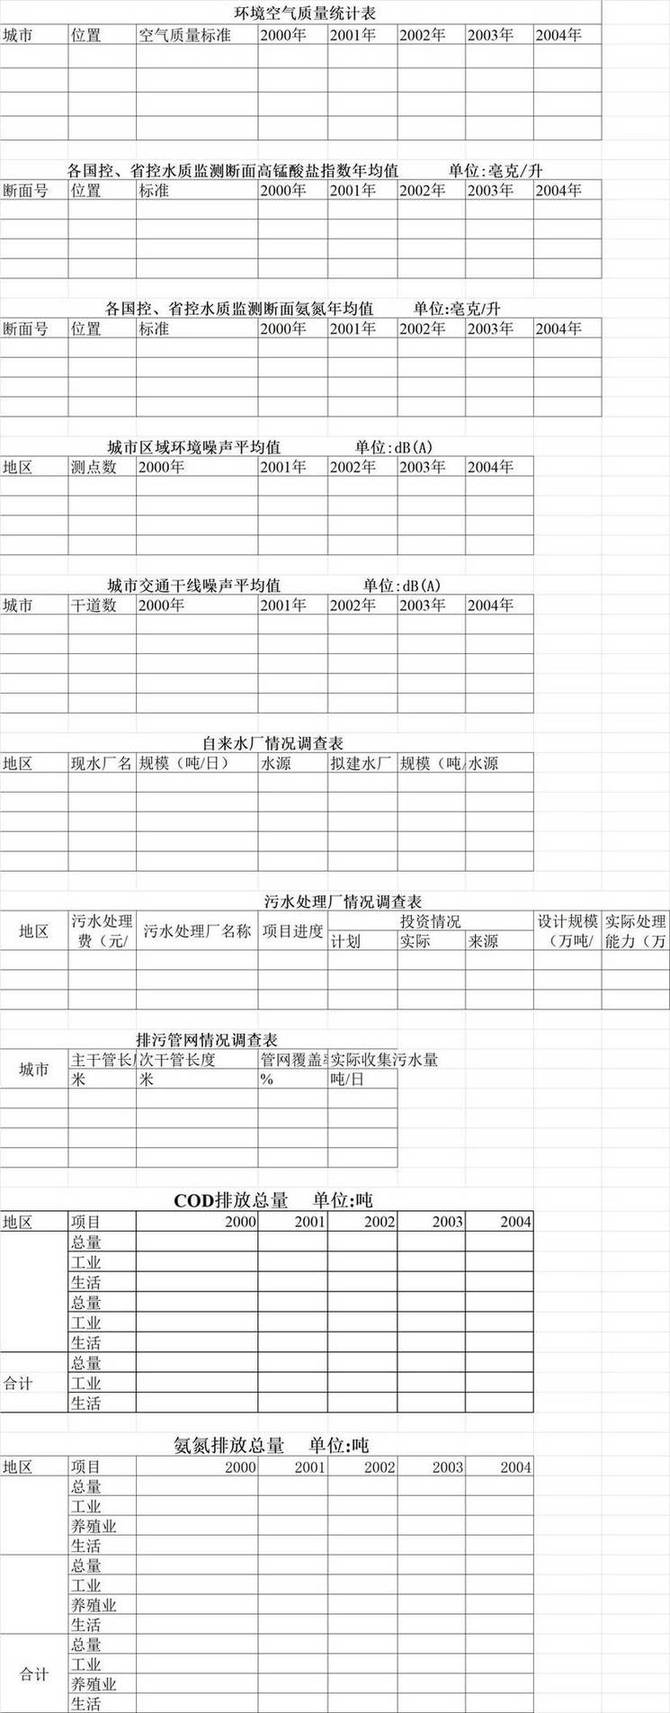 环境空气质量统计表
城市 位置 空气质量标准 2000年 2001年 2002年 2003年 2004年
各国控、省控水质监测断面高锰酸盐指数年均值 单位:亳克/升
断面号 位置 标准 2000年 2001年 2002年 2003年 2004年
各国控、省控水质监测断面氨氮年均值 单位:亳克/升
断面号 位置 标准 2000年 2001年 2002年 2003年 2004年
城市区域环境噪声平均值 单位:dB(A)
地区 测点数 2000年 2001年 2002年 2003年 2004年
城市交通干线噪声平均值 单位:dB(A)
城市 干道数 2000年 2001年 2002年 2003年 2004年
自来水厂情况调查表
地区 现水厂名 规模（吨/日） 水源 拟建水厂 规模（吨/ 水源
污水处理厂情况调查表
地区 污水处理费（元/ 污水处理厂名称 项目进度 投资情况 设计规模（万吨/ 实际处理能力（万
计划 实际 来源
排污管网情况调查表
城市 主干管长 次干管长度 管网覆盖 实际收集污水量
米 米 % 吨/日
COD排放总量 单位:吨
地区 项目 2000 2001 2002 2003 2004
总量
工业
生活
总量
工业
生活
总量
合计 工业
生活
氨氮排放总量 单位:吨
地区 项目 2000 2001 2002 2003 2004
总量
工业
养殖业
生活
总量
工业
养殖业
生活
总量
合计 工业
养殖业
生活